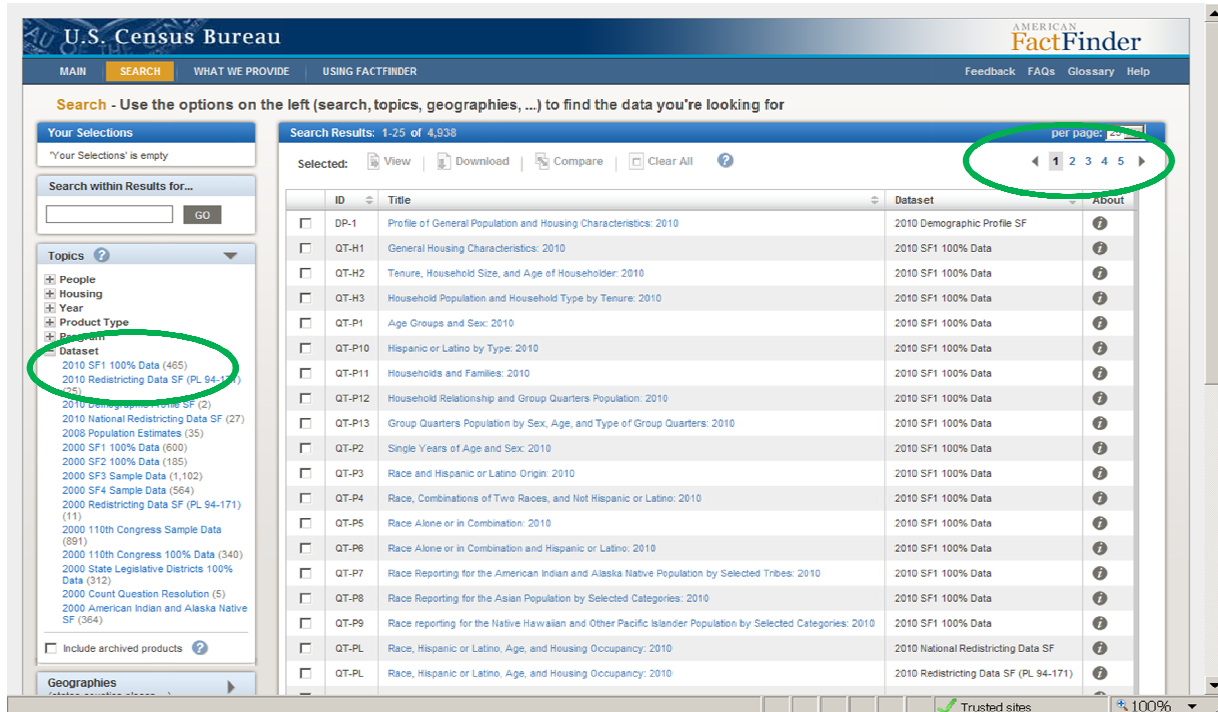 U.S. Census Bureau
AMERICAN
FactFinder
MAIN SEARCH WHAT WE PROVIDE USING FACTFINDER Feedback FAQs Glossary Help
Search - Use the options on the left (search, topics, geographies, ...) to find the data you're looking for
Your Selections
'Your Selections' is empty
Search within Results for...
GO
Topics ?
People
Housing
Year
Product Type
Program
Dataset
2010 SF1 100% Data (465)
2010 Redistricting Data SF (PL 94-171)
(25)
2010 Demographic Profile SF (2)
2010 National Redistricting Data SF (27)
2008 Population Estimates (35)
2000 SF1 100% Data (600)
2000 SF2 100% Data (185)
2000 SF3 Sample Data (1,102)
2000 SF4 Sample Data (564)
2000 Redistricting Data SF (PL 94-171)
(11)
2000 110th Congress Sample Data
(891)
2000 110th Congress 100% Data (340)
2000 State Legislative Districts 100%
Data (312)
2000 Count Question Resolution (5)
2000 American Indian and Alaska Native
SF (364)
Include archived products ?
Geographies
Search Results: 1-25 of 4,938 per page:
Selected: View Download Compare Clear All ?
1 2 3 4 5
ID Title Dataset About
DP-1 Profile of General Population and Housing Characteristics: 2010 2010 Demographic Profile SF
QT-H1 General Housing Characteristics: 2010 2010 SF1 100% Data
QT-H2 Tenure, Household Size, and Age of Householder: 2010 2010 SF1 100% Data
QT-H3 Household Population and Household Type by Tenure: 2010 2010 SF1 100% Data
QT-P1 Age Groups and Sex: 2010 2010 SF1 100% Data
QT-P10 Hispanic or Latino by Type: 2010 2010 SF1 100% Data
QT-P11 Households and Families: 2010 2010 SF1 100% Data
QT-P12 Household Relationship and Group Quarters Population: 2010 2010 SF1 100% Data
QT-P13 Group Quarters Population by Sex, Age, and Type of Group Quarters: 2010 2010 SF1 100% Data
QT-P2 Single Years of Age and Sex: 2010 2010 SF1 100% Data
QT-P3 Race and Hispanic or Latino Origin: 2010 2010 SF1 100% Data
QT-P4 Race, Combinations of Two Races, and Not Hispanic or Latino: 2010 2010 SF1 100% Data
QT-P5 Race Alone or in Combination: 2010 2010 SF1 100% Data
QT-P6 Race Alone or in Combination and Hispanic or Latino: 2010 2010 SF1 100% Data
QT-P7 Race Reporting for the American Indian and Alaska Native Population by Selected Tribes: 2010 2010 SF1 100% Data
QT-P8 Race Reporting for the Asian Population by Selected Categories: 2010 2010 SF1 100% Data
QT-P9 Race reporting for the Native Hawaiian and Other Pacific Islander Population by Selected Categories: 2010 2010 SF1 100% Data
QT-PL Race, Hispanic or Latino, Age, and Housing Occupancy: 2010 2010 National Redistricting Data SF
QT-PL Race, Hispanic or Latino, Age, and Housing Occupancy: 2010 2010 Redistricting Data SF (PL 94-171)
Trusted sites 100%